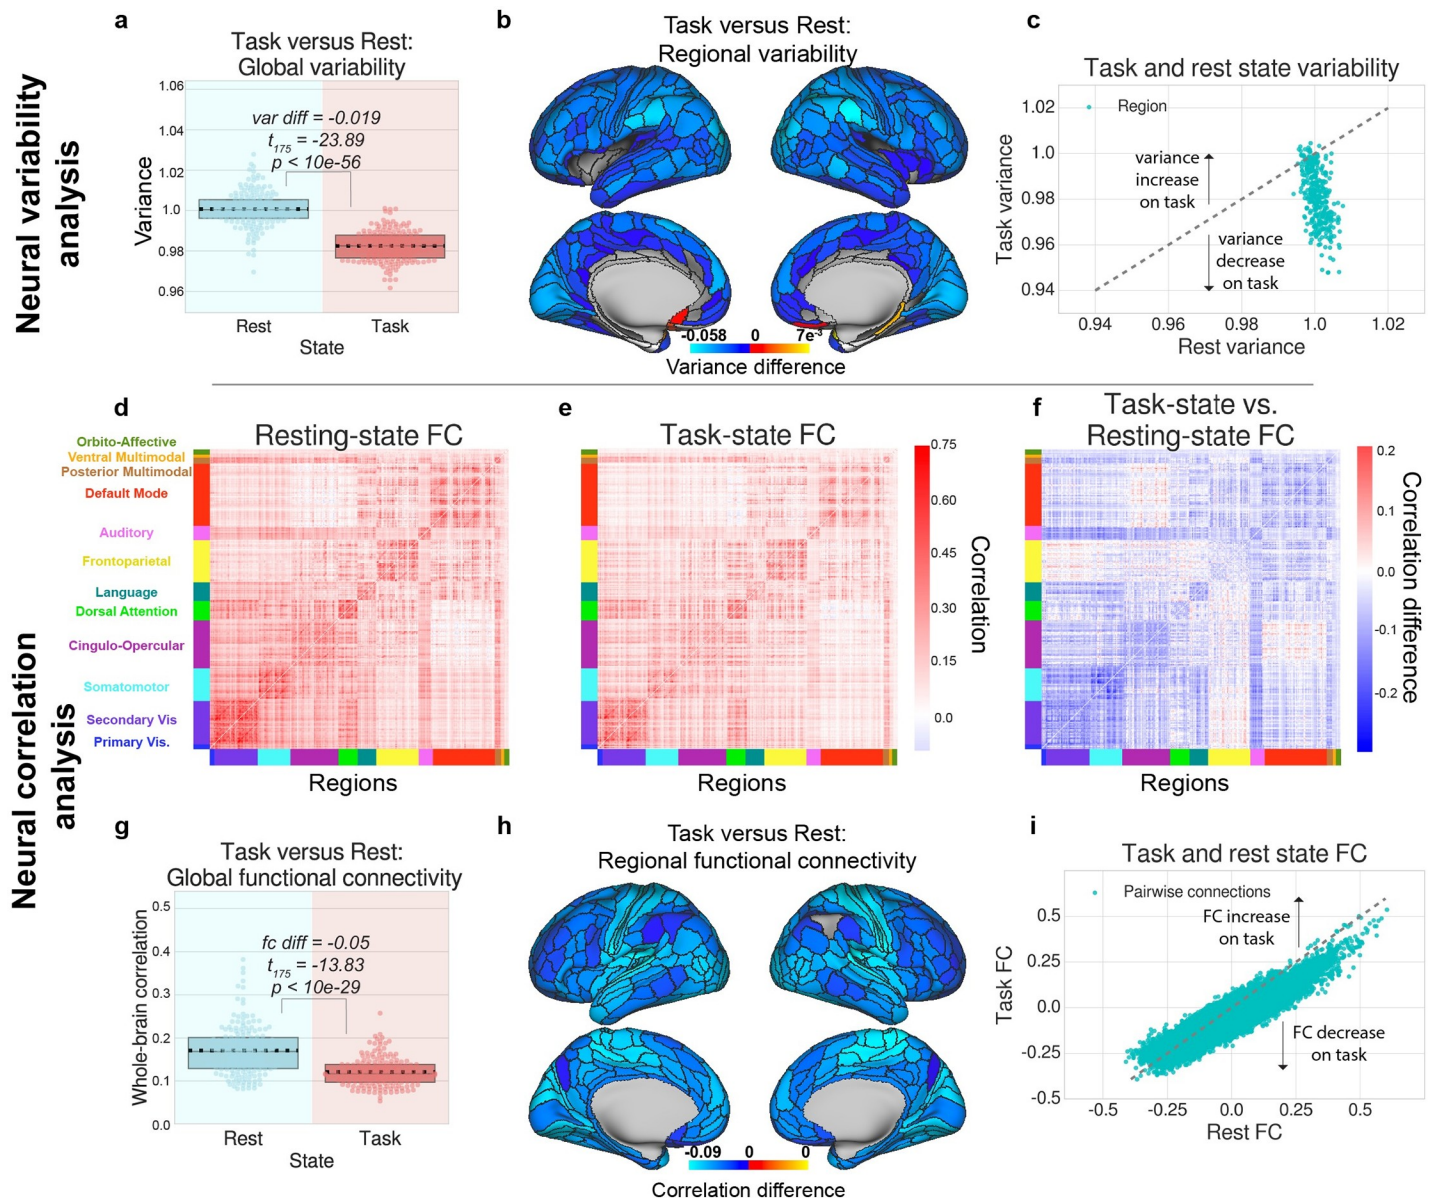 Neural variability
analysis
a
Task versus Rest:
Global variability
1.06
1.04
1.02
1.0
0.98
0.96
Variance
var diff = -0.019
t175 = -23.89
p < 10e-56
Rest
Task
State
b
Task versus Rest:
Regional variability
-0.058
0
7e-3
Variance difference
c
Task and rest state variability
Region
1.02
1.0
0.98
0.96
0.94
Task variance
variance
increase
on task
variance
decrease
on task
0.94
0.96
0.98
1.0
1.02
Rest variance
Neural correlation
analysis
d
Resting-state FC
Orbito-Affective
Ventral Multimodal
Posterior Multimodal
Default Mode
Auditory
Frontoparietal
Language
Dorsal Attention
Cingulo-Opercular
Somatomotor
Secondary Vis
Primary Vis.
Regions
e
Task-state FC
Regions
0.75
0.60
0.45
0.30
0.15
0.0
Correlation
f
Task-state vs.
Resting-state FC
Regions
0.2
0.1
0.0
-0.1
-0.2
Correlation difference
g
Task versus Rest:
Global functional connectivity
0.5
0.4
0.3
0.2
0.1
0.0
Whole-brain correlation
fc diff = -0.05
t175 = -13.83
p < 10e-29
Rest
Task
State
h
Task versus Rest:
Regional functional connectivity
-0.09
0
0
Correlation difference
i
Task and rest state FC
Pairwise connections
FC increase
on task
FC decrease
on task
0.5
0.25
0.0
-0.25
-0.5
Task FC
-0.5
-0.25
0.0
0.25
0.5
Rest FC